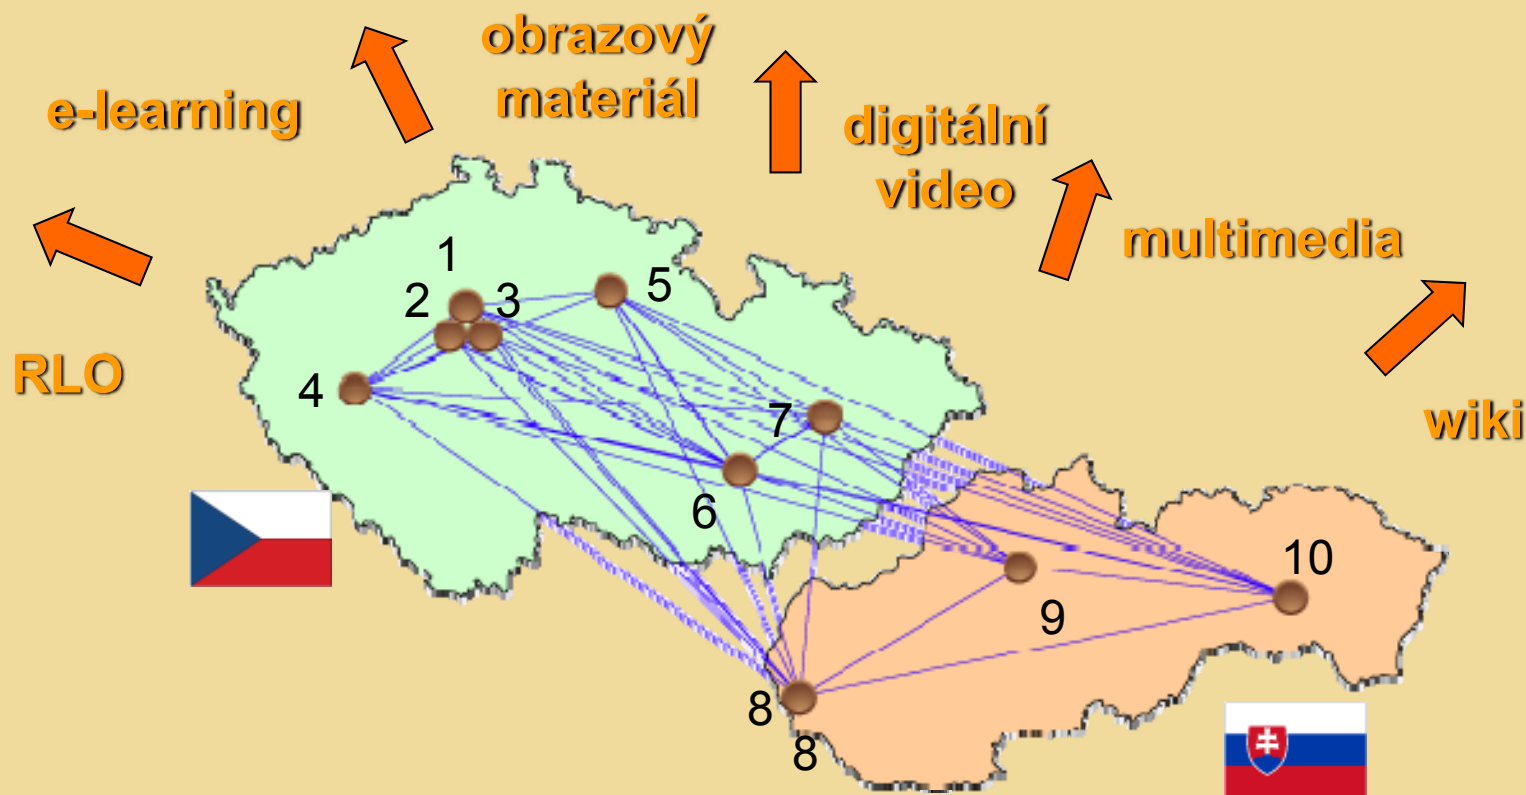 obrazový
materiál
e-learning
digitální
video
multimedia
RLO
wiki
1
2
3
5
4
7
6
10
9
8
8